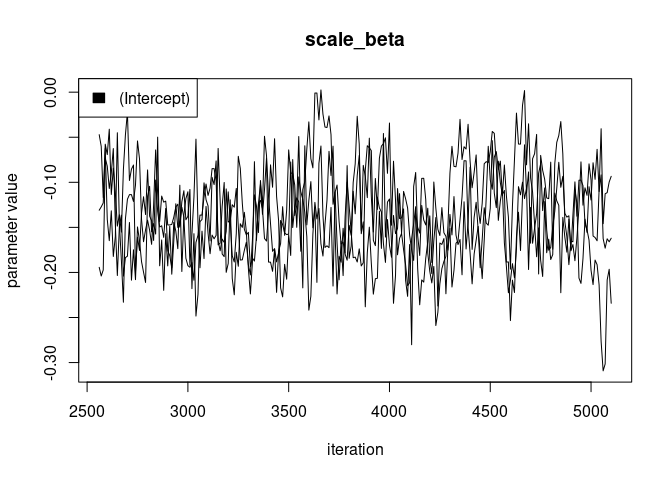 scale_beta
(Intercept)
parameter value
0.00
-0.10
-0.20
-0.30
2500 3000 3500 4000 4500 5000
iteration